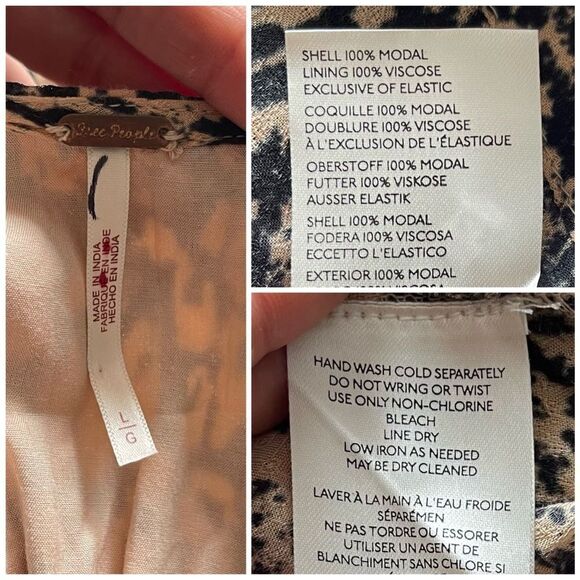 Free People
MADE IN INDIA
FABRIQUÉ EN INDE
HECHO EN INDIA
L
G
SHELL 100% MODAL
LINING 100% VISCOSE
EXCLUSIVE OF ELASTIC
COQUILLE 100% MODAL
DOUBLURE 100% VISCOSE
À L'EXCLUSION DE L'ÉLASTIQUE
OBERSTOFF 100% MODAL
FUTTER 100% VISKOSE
AUSSER ELASTIK
SHELL 100% MODAL
FODERA 100% VISCOSA
ECCETTO L'ELASTICO
EXTERIOR 100% MODAL
HAND WASH COLD SEPARATELY
DO NOT WRING OR TWIST
USE ONLY NON-CHLORINE
BLEACH
LINE DRY
LOW IRON AS NEEDED
MAY BE DRY CLEANED
LAVER À LA MAIN À L'EAU FROIDE
SÉPARÉMEN
NE PAS TORDRE OU ESSORER
UTILISER UN AGENT DE
BLANCHIMENT SANS CHLORE SI